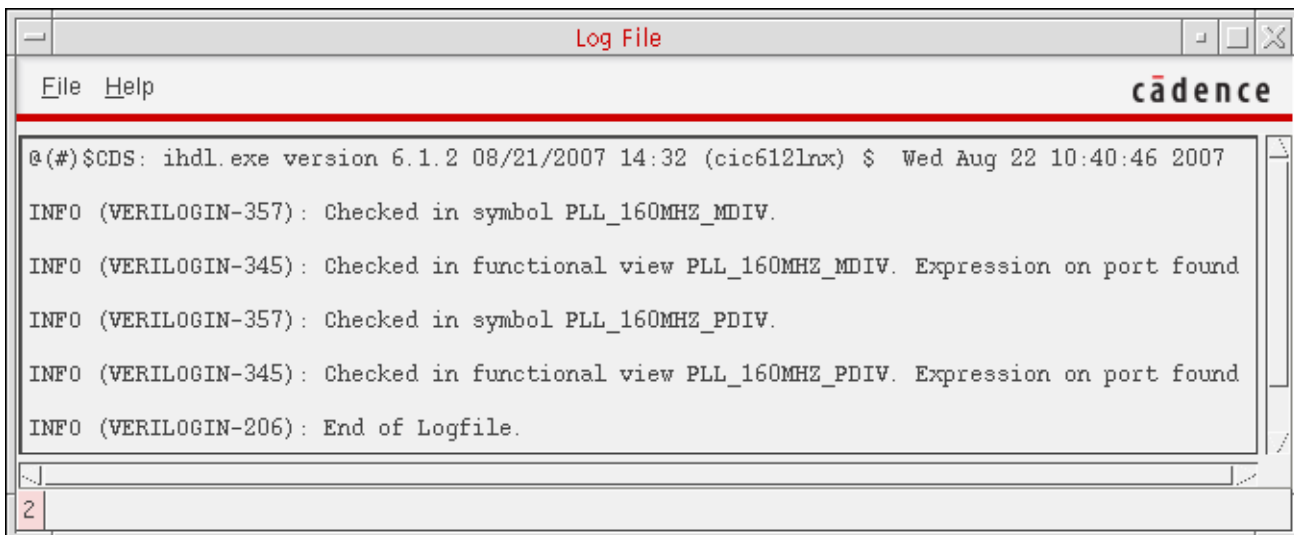 Log File
File Help
cādence
@(#)$CDS: ihdl.exe version 6.1.2 08/21/2007 14:32 (cic612lnx) $ Wed Aug 22 10:40:46 2007
INFO (VERILOGIN-357): Checked in symbol PLL_160MHZ_MDIV.
INFO (VERILOGIN-345): Checked in functional view PLL_160MHZ_MDIV. Expression on port found
INFO (VERILOGIN-357): Checked in symbol PLL_160MHZ_PDIV.
INFO (VERILOGIN-345): Checked in functional view PLL_160MHZ_PDIV. Expression on port found
INFO (VERILOGIN-206): End of Logfile.
2